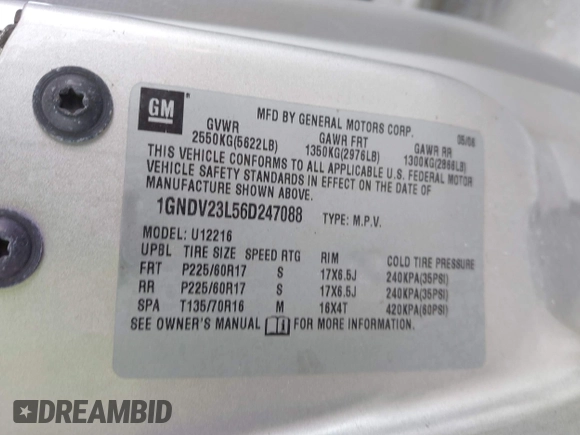 GM
MFD BY GENERAL MOTORS CORP. 05/06
GVWR GAWR FRT GAWR RR
2550KG(5622LB) 1350KG(2976LB) 1300KG(2866LB)
THIS VEHICLE CONFORMS TO ALL APPLICABLE U.S. FEDERAL MOTOR
VEHICLE SAFETY STANDARDS IN EFFECT ON THE DATE OF
MANUFACTURE SHOWN ABOVE.
1GNDV23L56D247088 TYPE: M.P.V.
MODEL: U12216
UPBL TIRE SIZE SPEED RTG RIM COLD TIRE PRESSURE
FRT P225/60R17 S 17X6.5J 240KPA(35PSI)
RR P225/60R17 S 17X6.5J 240KPA(35PSI)
SPA T135/70R16 M 16X4T 420KPA(60PSI)
SEE OWNER'S MANUAL FOR MORE INFORMATION.
DREAMBID